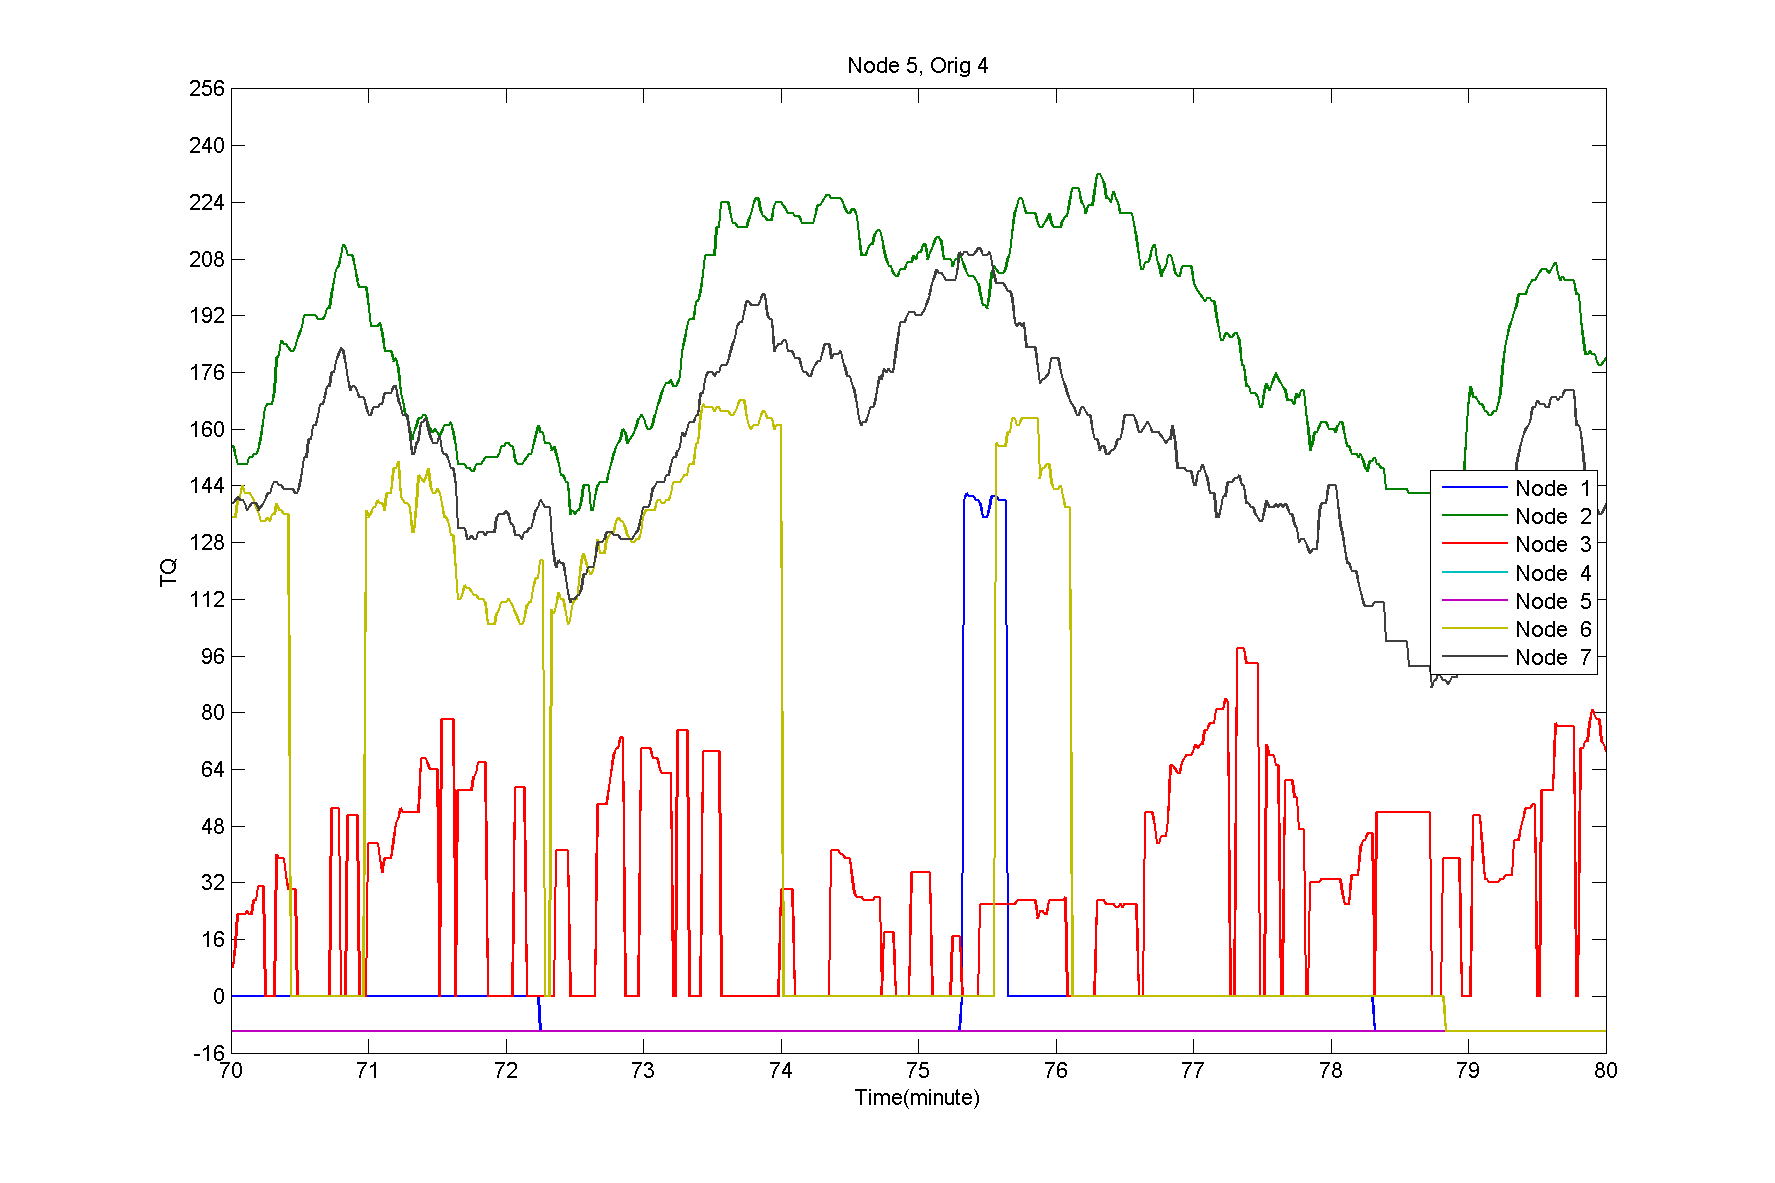 Node 5, Orig 4
256
240
224
208
192
176
160
144
128
112
96
80
64
48
32
16
0
-16
TQ
Node 1
Node 2
Node 3
Node 4
Node 5
Node 6
Node 7
70 71 72 73 74 75 76 77 78 79 80
Time(minute)